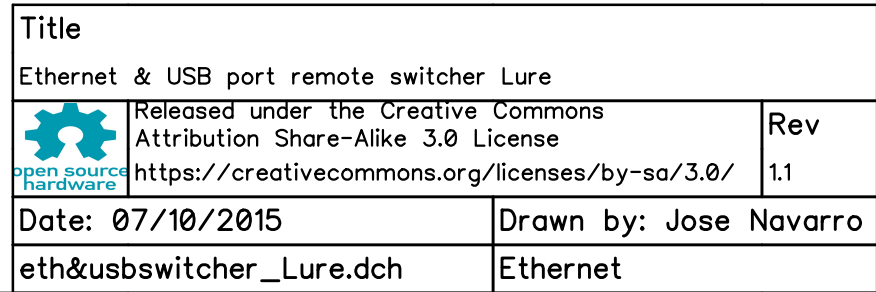 Title
Ethernet & USB port remote switcher Lure
open source
hardware
Released under the Creative Commons
Attribution Share-Alike 3.0 License
https://creativecommons.org/licenses/by-sa/3.0/
Rev
1.1
Date: 07/10/2015
Drawn by: Jose Navarro
eth&usbswitcher_Lure.dch
Ethernet